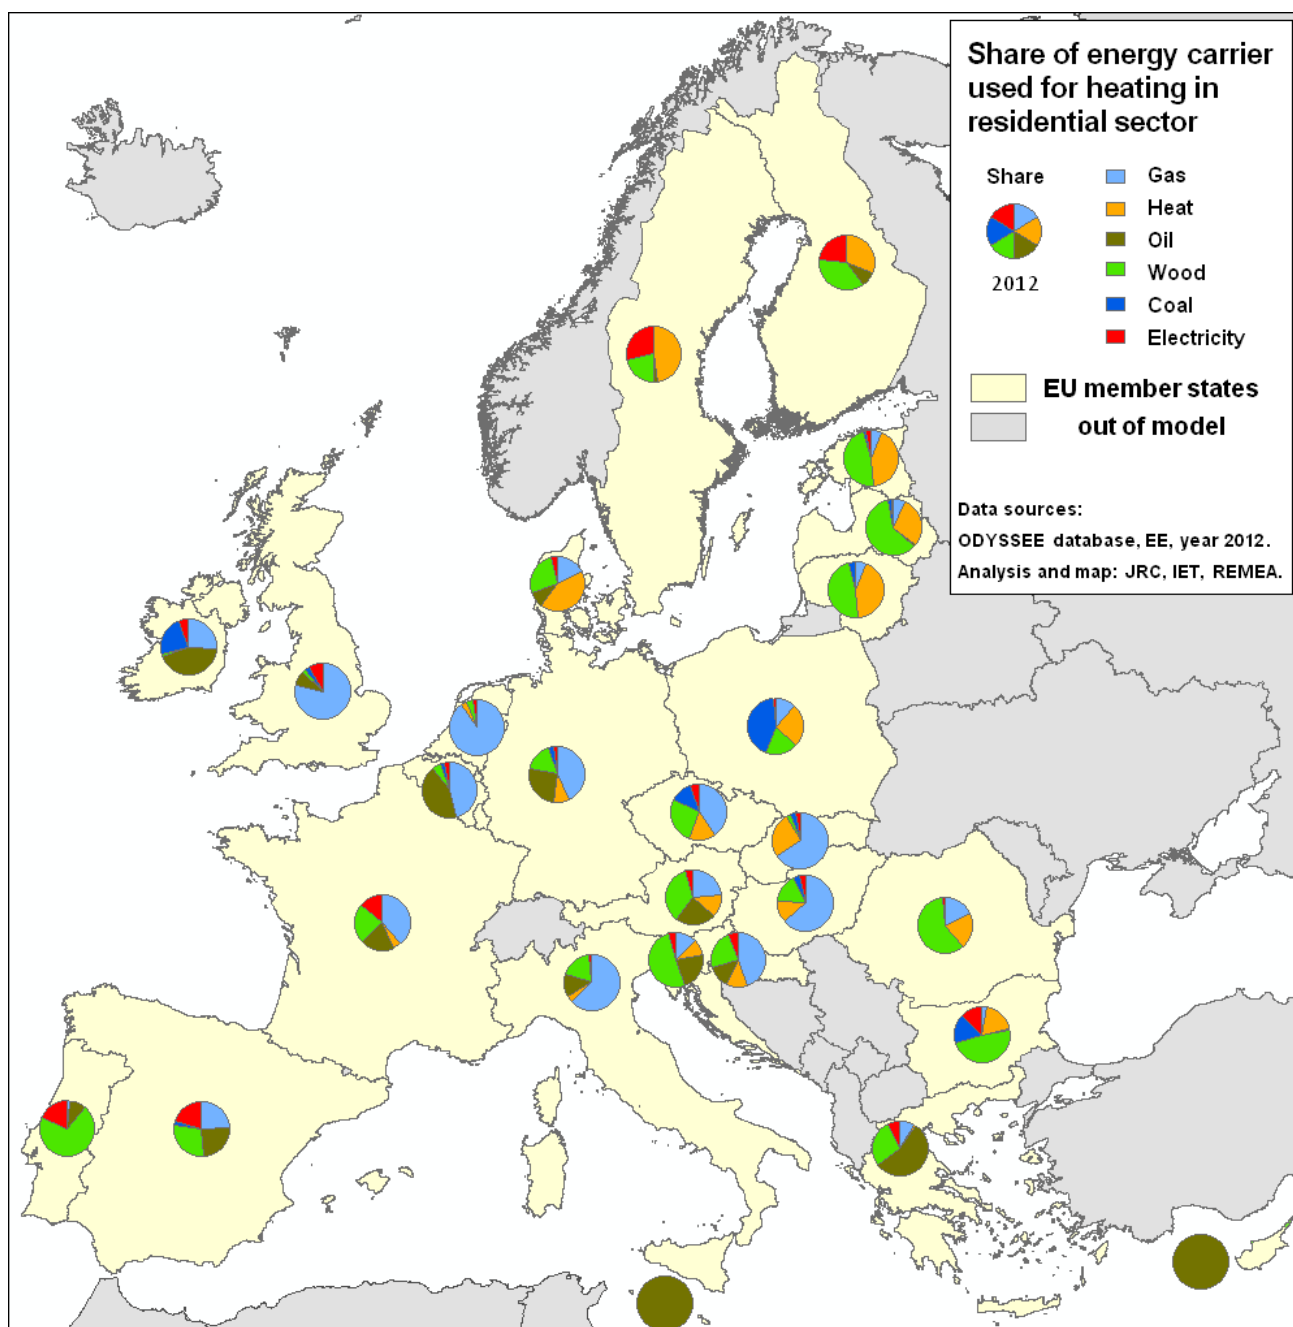 Share of energy carrier
used for heating in
residential sector
Share
2012
Gas
Heat
Oil
Wood
Coal
Electricity
EU member states
out of model
Data sources:
ODYSSEE database, EE, year 2012.
Analysis and map: JRC, IET, REMEA.